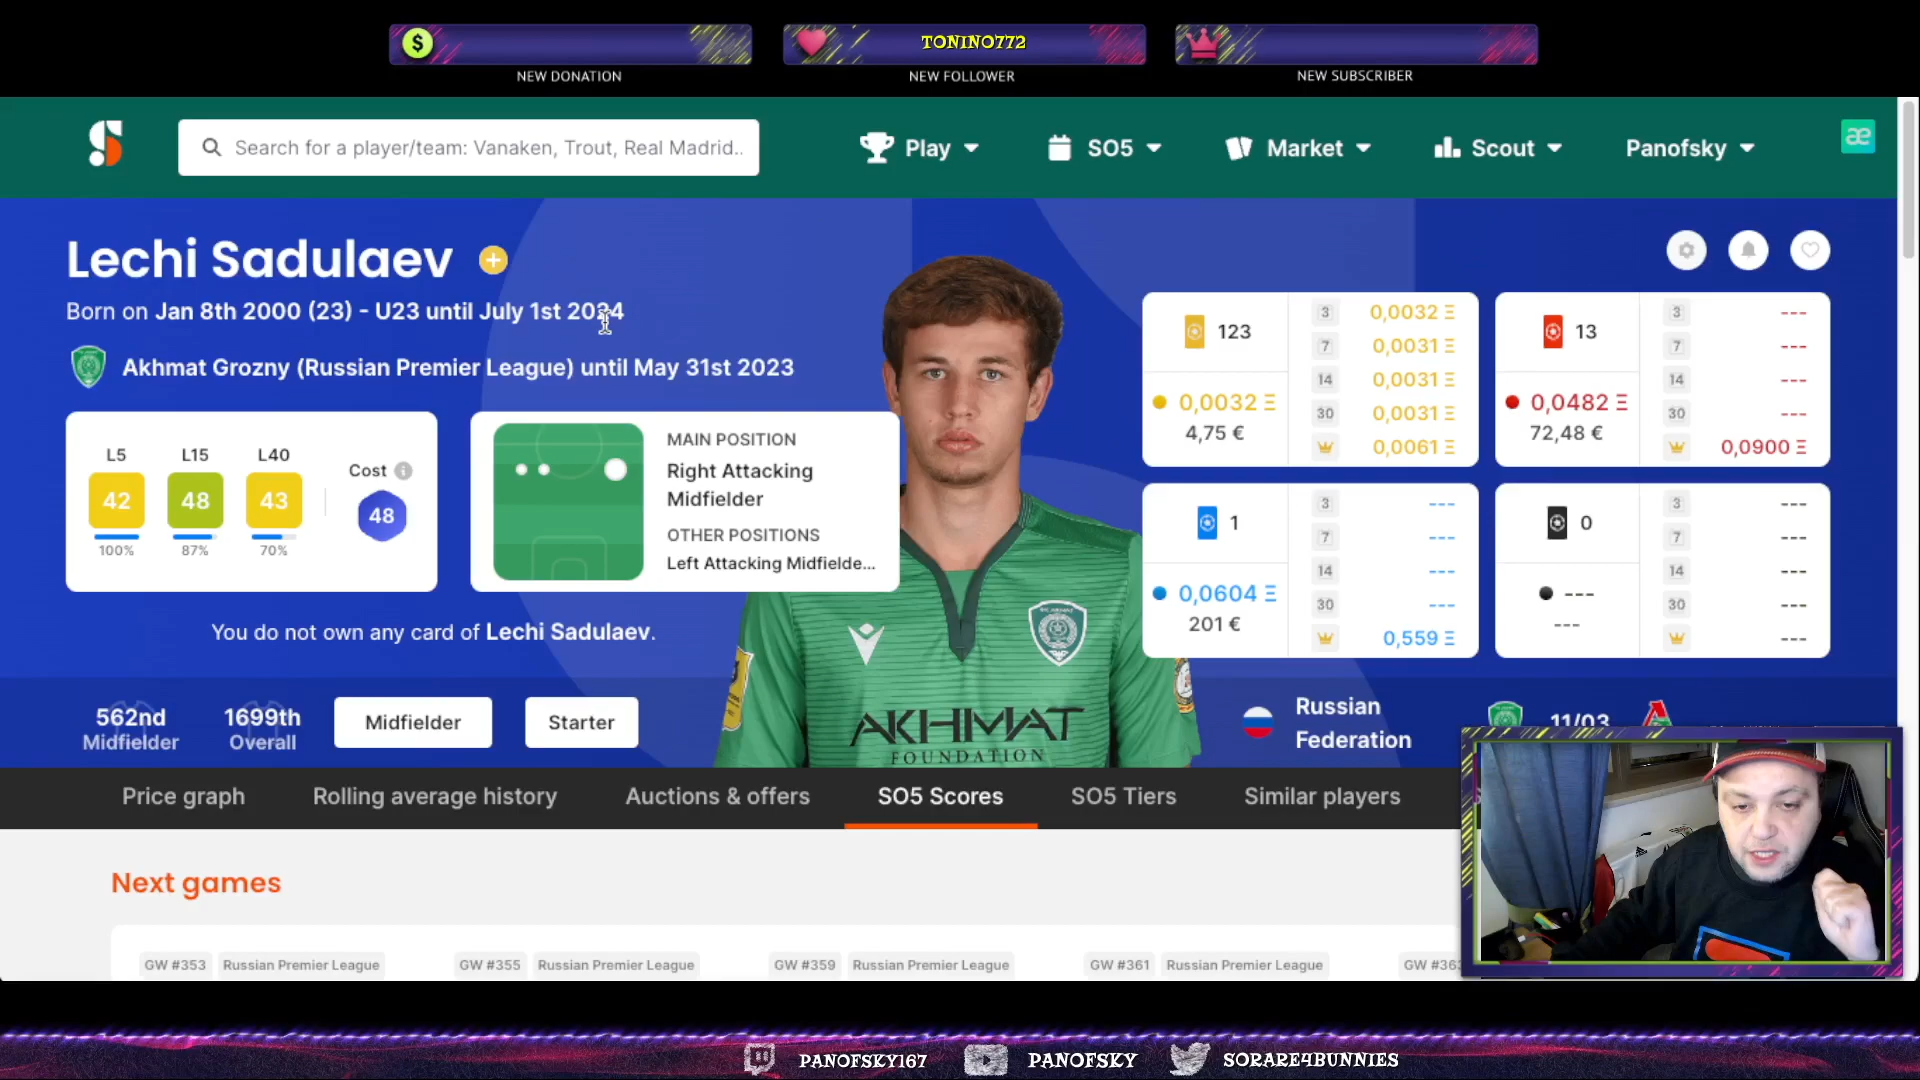 TONINO772
NEW DONATION
NEW FOLLOWER
NEW SUBSCRIBER
Search for a player/team: Vanaken, Trout, Real Madrid..
Play
SO5
Market
Scout
Panofsky
æ
Lechi Sadulaev
Born on Jan 8th 2000 (23) - U23 until July 1st 2024
Akhmat Grozny (Russian Premier League) until May 31st 2023
L5 L15 L40
Cost
42 48 43
48
100% 87% 70%
MAIN POSITION
Right Attacking
Midfielder
OTHER POSITIONS
Left Attacking Midfielde...
You do not own any card of Lechi Sadulaev.
123
0,0032 Ξ
4,75 €
3 0,0032 Ξ
7 0,0031 Ξ
14 0,0031 Ξ
30 0,0031 Ξ
0,0061 Ξ
13
0,0482 Ξ
72,48 €
3 ---
7 ---
14 ---
30 ---
0,0900 Ξ
1
0,0604 Ξ
201 €
3 ---
7 ---
14 ---
30 ---
0,559 Ξ
0
---
---
3 ---
7 ---
14 ---
30 ---
---
562nd
Midfielder
1699th
Overall
Midfielder
Starter
AKHMAT
FOUNDATION
Russian
Federation
11/03
Price graph
Rolling average history
Auctions & offers
SO5 Scores
SO5 Tiers
Similar players
Next games
GW #353 Russian Premier League
GW #355 Russian Premier League
GW #359 Russian Premier League
GW #361 Russian Premier League
PANOFSKY167
PANOFSKY
SORARE4BUNNIES